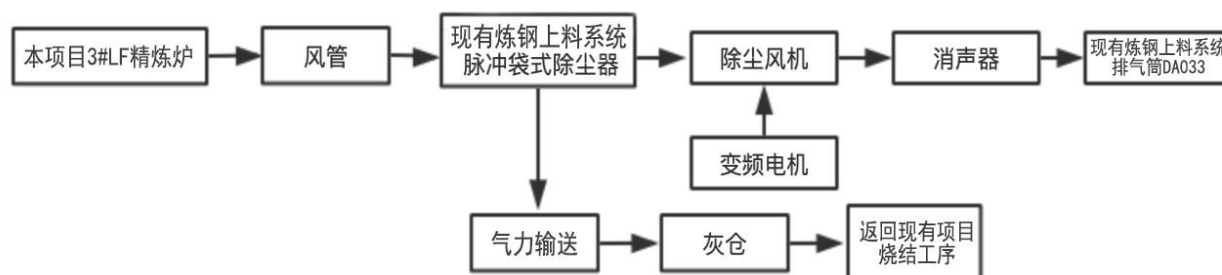 本项目3#LF精炼炉
风管
现有炼钢上料系统
脉冲袋式除尘器
除尘风机
消声器
现有炼钢上料系统
排气筒DA033
变频电机
气力输送
灰仓
返回现有项目
烧结工序